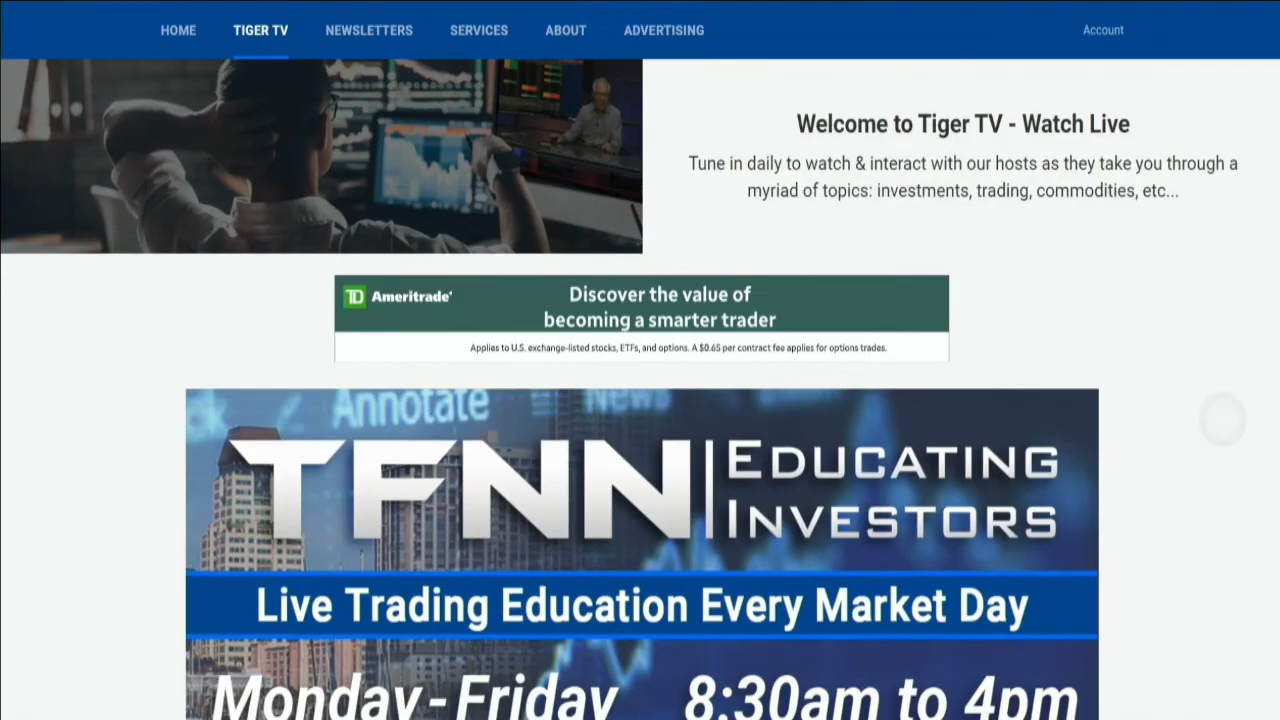 HOME TIGER TV NEWSLETTERS SERVICES ABOUT ADVERTISING Account
Welcome to Tiger TV - Watch Live
Tune in daily to watch & interact with our hosts as they take you through a
myriad of topics: investments, trading, commodities, etc...
TD Ameritrade
Discover the value of
becoming a smarter trader
Applies to U.S. exchange-listed stocks, ETFs, and options. A $0.65 per contract fee applies for options trades.
Annotate News
TFNN EDUCATING
INVESTORS
Live Trading Education Every Market Day
Monday - Friday 8:30am to 4pm